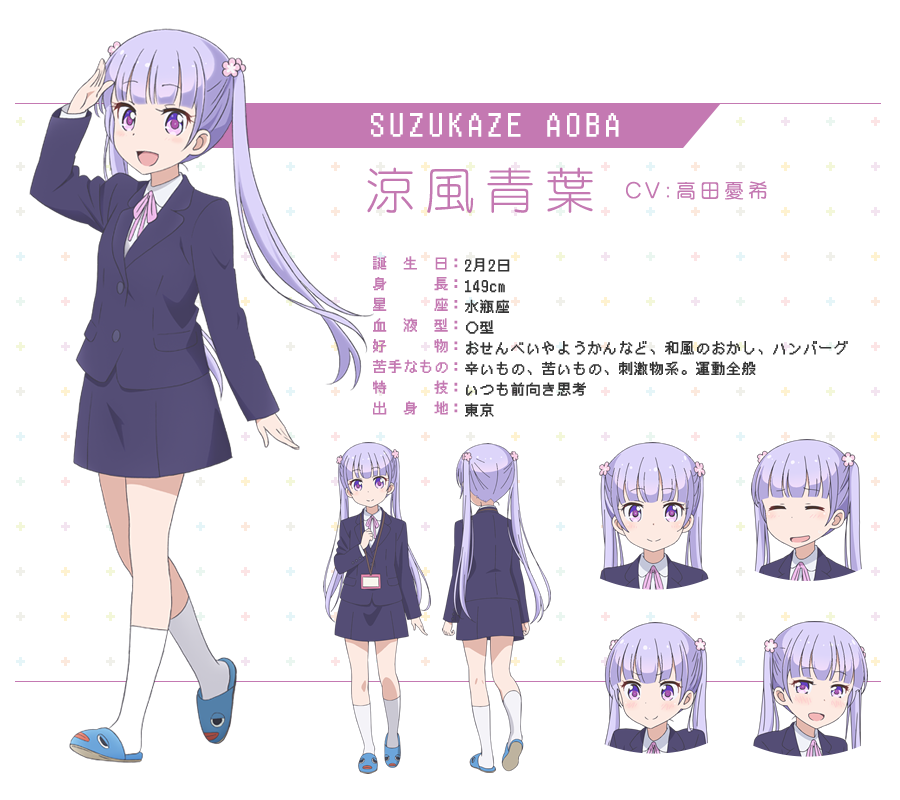 SUZUKAZE AOBA
涼風青葉 CV:高田憂希
誕生日:2月2日
身長:149cm
星座:水瓶座
血液型:O型
好物:おせんべいやようかんなど、和風のおかし、ハンバーグ
苦手なもの:辛いもの、苦いもの、刺激物系。運動全般
特技:いつも前向き思考
出身地:東京